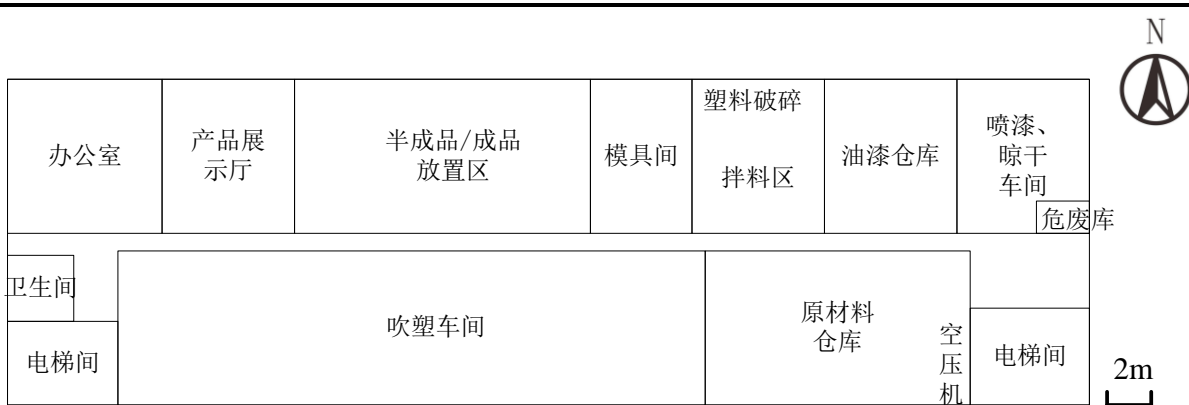 N
办公室
产品展
示厅
半成品/成品
放置区
模具间
塑料破碎
拌料区
油漆仓库
喷漆、
晾干
车间
危废库
卫生间
电梯间
吹塑车间
原材料
仓库
空
压
机
电梯间
2m